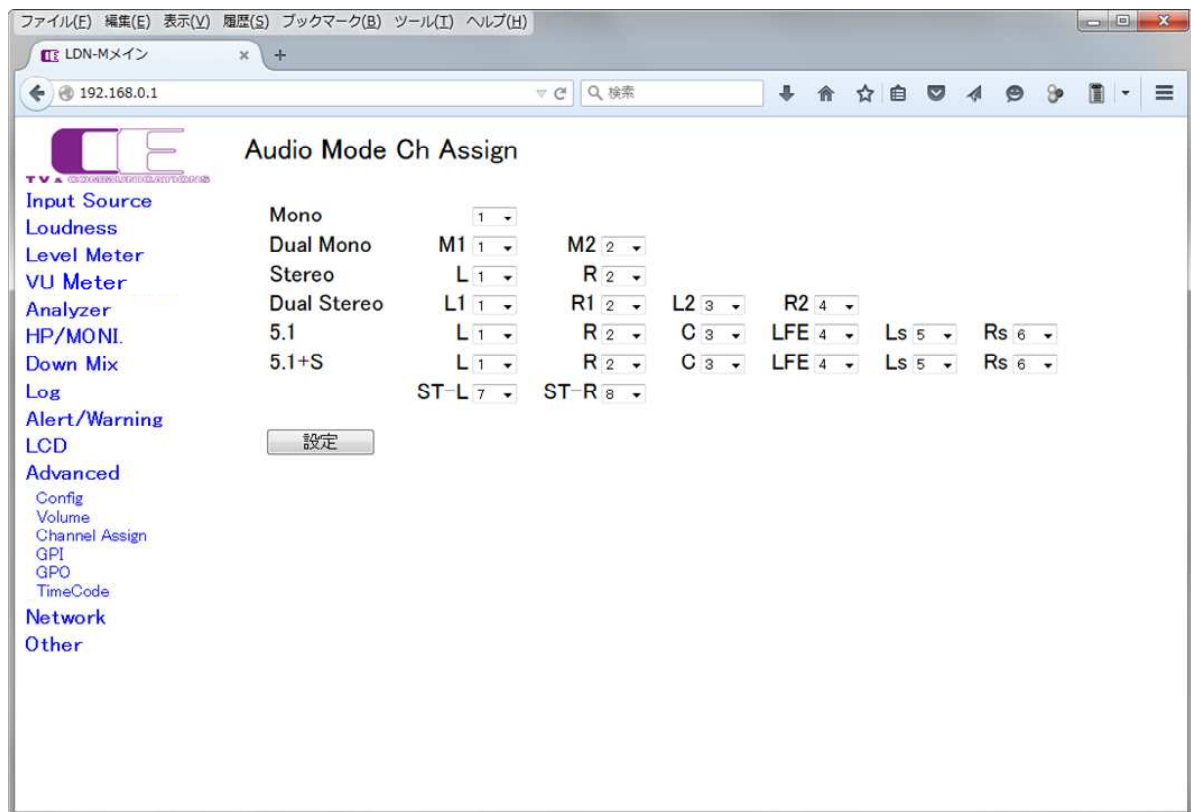 ファイル(F) 編集(E) 表示(V) 履歴(S) ブックマーク(B) ツール(T) ヘルプ(H)
LDN-Mメイン
192.168.0.1
検索
TV & COMMUNICATIONS
Audio Mode Ch Assign
Input Source
Loudness
Level Meter
VU Meter
Analyzer
HP/MONI.
Down Mix
Log
Alert/Warning
LCD
Advanced
Config
Volume
Channel Assign
GPI
GPO
TimeCode
Network
Other
Mono 1
Dual Mono M1 1 M2 2
Stereo L 1 R 2
Dual Stereo L1 1 R1 2 L2 3 R2 4
5.1 L 1 R 2 C 3 LFE 4 Ls 5 Rs 6
5.1+S L 1 R 2 C 3 LFE 4 Ls 5 Rs 6
ST-L 7 ST-R 8
設定